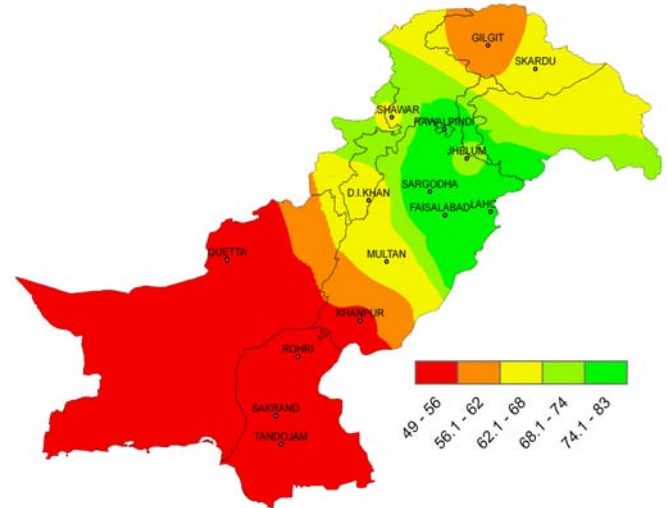 GILGIT
SKARDU
SHAWAR
RAWALPINDI
JHELUM
SARGODHA
D.I.KHAN
FAISALABAD
LAHO
QUETTA
MULTAN
KHANPUR
ROHRI
SAKRAND
TANDOJAM
49 - 56
56.1 - 62
62.1 - 68
68.1 - 74
74.1 - 83